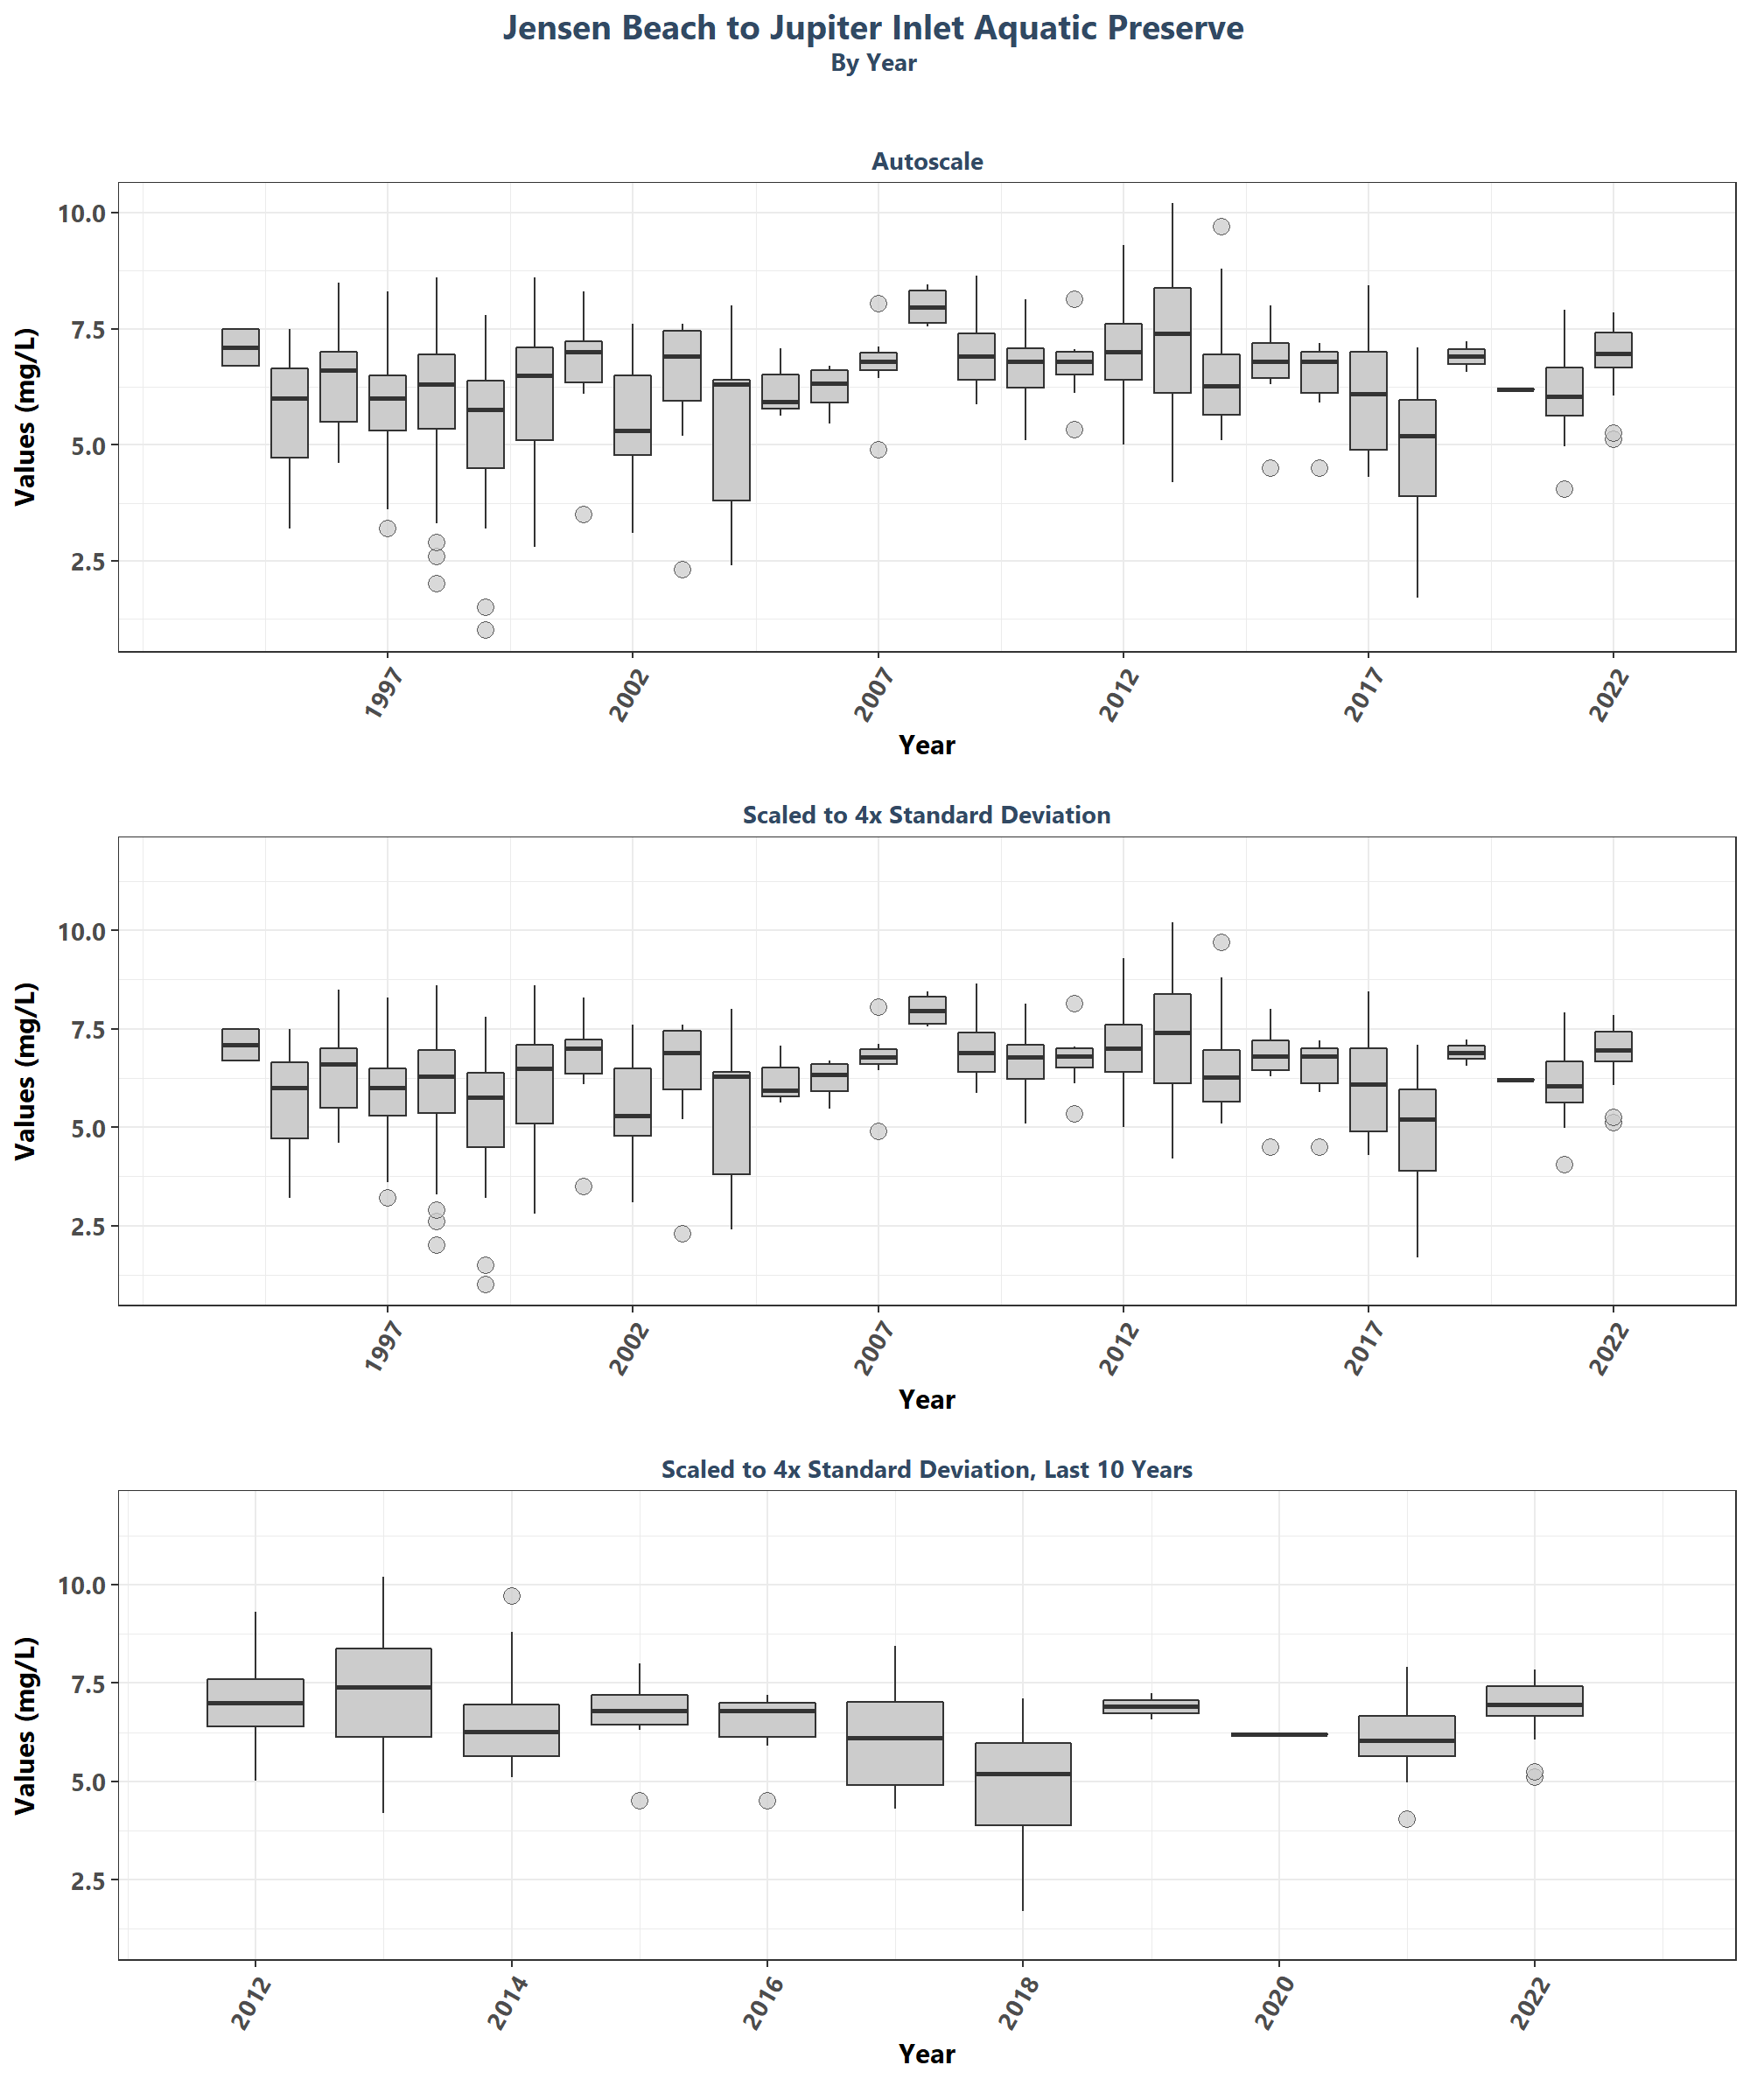 Jensen Beach to Jupiter Inlet Aquatic Preserve
By Year
Autoscale
Values (mg/L)
10.0
7.5
5.0
2.5
1997
2002
2007
2012
2017
2022
Year
Scaled to 4x Standard Deviation
Values (mg/L)
10.0
7.5
5.0
2.5
1997
2002
2007
2012
2017
2022
Year
Scaled to 4x Standard Deviation, Last 10 Years
Values (mg/L)
10.0
7.5
5.0
2.5
2012
2014
2016
2018
2020
2022
Year